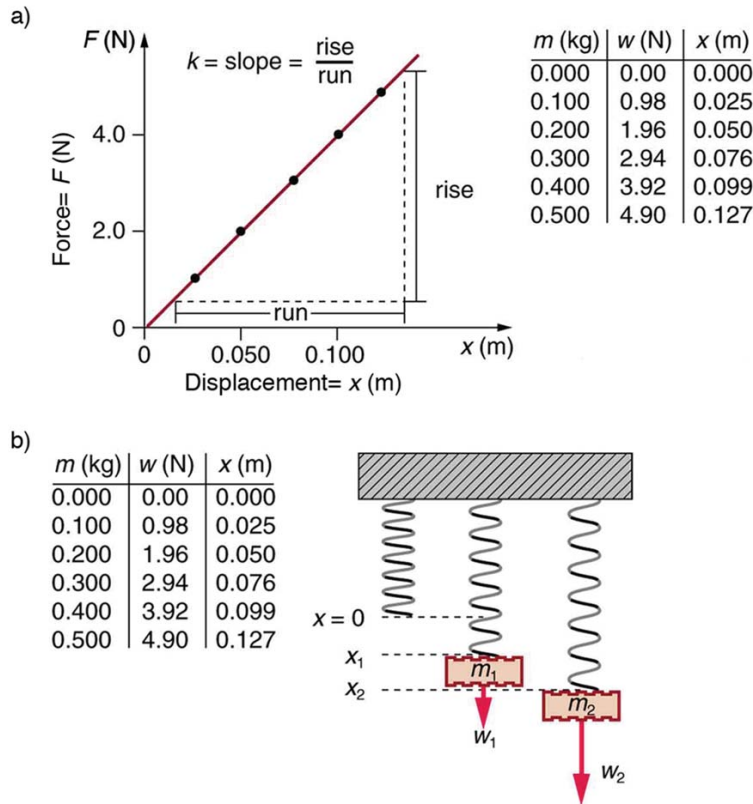 a)
F (N)
k = slope = rise
run
4.0
2.0
0
Force= F (N)
rise
run
0
0.050
0.100
x (m)
Displacement= x (m)
m (kg) w (N) x (m)
0.000 0.00 0.000
0.100 0.98 0.025
0.200 1.96 0.050
0.300 2.94 0.076
0.400 3.92 0.099
0.500 4.90 0.127
b)
m (kg) w (N) x (m)
0.000 0.00 0.000
0.100 0.98 0.025
0.200 1.96 0.050
0.300 2.94 0.076
0.400 3.92 0.099
0.500 4.90 0.127
x = 0
x₁
m₁
x₂
m₂
w₁
w₂